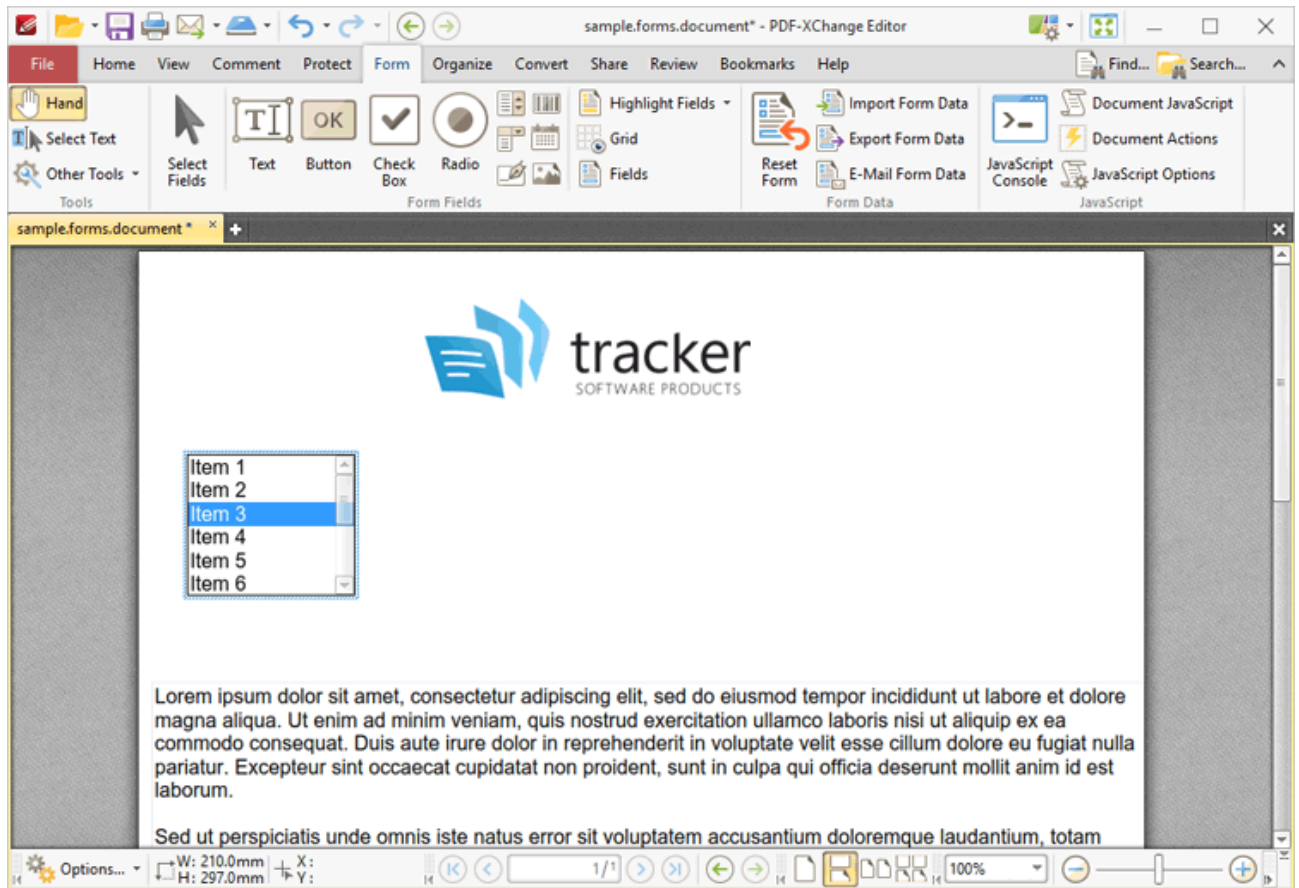 sample.forms.document* - PDF-XChange Editor
File Home View Comment Protect Form Organize Convert Share Review Bookmarks Help Find... Search...
Hand
Select Text
Other Tools
Tools
Select Fields
Text
Button
OK
Check Box
Radio
Form Fields
Highlight Fields
Grid
Fields
Reset Form
Import Form Data
Export Form Data
E-Mail Form Data
Form Data
JavaScript Console
Document JavaScript
Document Actions
JavaScript Options
JavaScript
sample.forms.document *
tracker
SOFTWARE PRODUCTS
Item 1
Item 2
Item 3
Item 4
Item 5
Item 6
Lorem ipsum dolor sit amet, consectetur adipiscing elit, sed do eiusmod tempor incididunt ut labore et dolore
magna aliqua. Ut enim ad minim veniam, quis nostrud exercitation ullamco laboris nisi ut aliquip ex ea
commodo consequat. Duis aute irure dolor in reprehenderit in voluptate velit esse cillum dolore eu fugiat nulla
pariatur. Excepteur sint occaecat cupidatat non proident, sunt in culpa qui officia deserunt mollit anim id est
laborum.
Sed ut perspiciatis unde omnis iste natus error sit voluptatem accusantium doloremque laudantium, totam
Options...
W: 210.0mm X:
H: 297.0mm Y:
1/1
100%